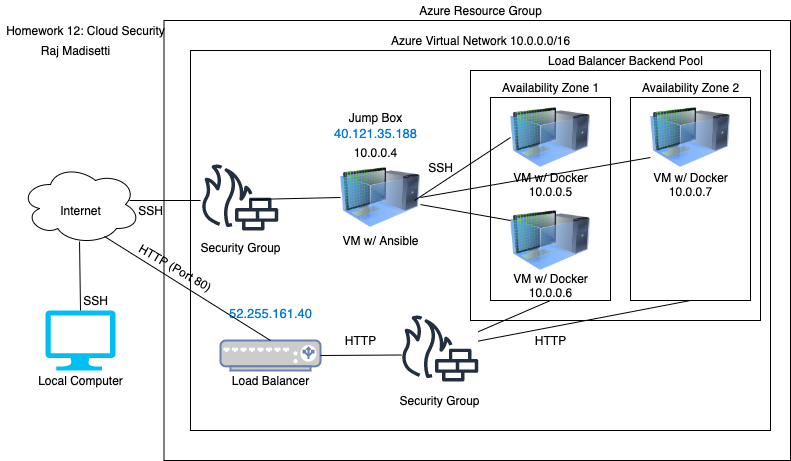 Azure Resource Group
Homework 12: Cloud Security
Raj Madisetti
Azure Virtual Network 10.0.0.0/16
Load Balancer Backend Pool
Availability Zone 1
Availability Zone 2
Jump Box
40.121.35.188
10.0.0.4
SSH
VM w/ Docker
10.0.0.5
VM w/ Docker
10.0.0.7
Internet
SSH
Security Group
VM w/ Ansible
VM w/ Docker
10.0.0.6
HTTP (Port 80)
SSH
52.255.161.40
HTTP
HTTP
Local Computer
Load Balancer
Security Group